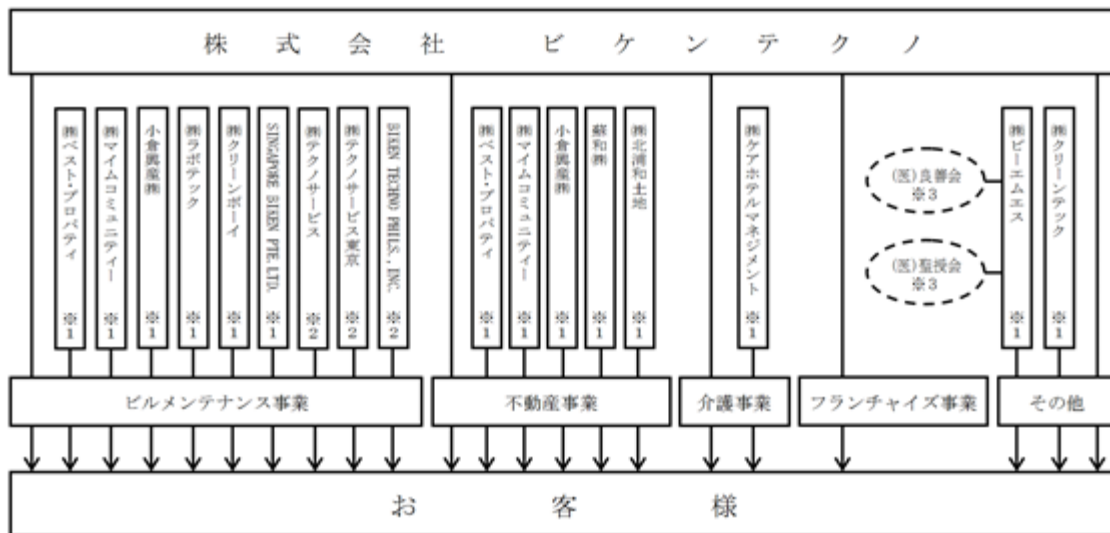 株式会社ビケンテクノ
㈱ベスト・プロパティ ※1
㈱マイムコミュニティー ※1
小倉興産㈱ ※1
㈱ラボテック ※1
㈱クリーンボーイ ※1
SINGAPORE BIKEN PTE.LTD. ※1
㈱テクノサービス ※2
㈱テクノサービス東京 ※2
BIKEN TECHNO PHILS., INC. ※2
㈱ベスト・プロパティ ※1
㈱マイムコミュニティー ※1
小倉興産㈱ ※1
蘇和㈱ ※1
㈱北浦和土地 ※1
㈱ケアホテルマネジメント ※1
(医)良善会
※3
(医)聖授会
※3
㈱ビーエムエス ※1
㈱クリーンテック ※1
ビルメンテナンス事業
不動産事業
介護事業
フランチャイズ事業
その他
お客様